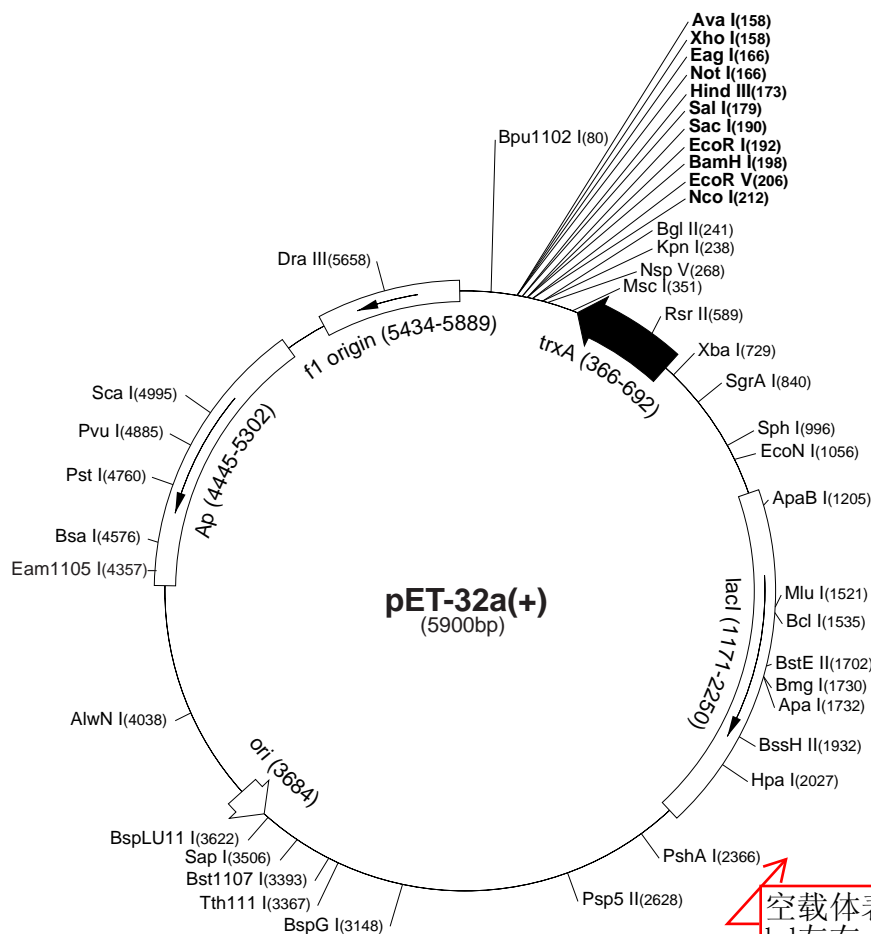 Ava I(158)
Xho I(158)
Eag I(166)
Not I(166)
Hind III(173)
Sal I(179)
Sac I(190)
EcoR I(192)
BamH I(198)
EcoR V(206)
Nco I(212)
Bpu1102 I(80)
Bgl II(241)
Kpn I(238)
Nsp V(268)
Msc I(351)
Rsr II(589)
Dra III(5658)
f1 origin (5434-5889)
trxA (366-692)
Xba I(729)
SgrA I(840)
Sph I(996)
EcoN I(1056)
ApaB I(1205)
Sca I(4995)
Pvu I(4885)
Pst I(4760)
Bsa I(4576)
Eam1105 I(4357)
Ap (4445-5302)
pET-32a(+)
(5900bp)
lacI (1171-2250)
Mlu I(1521)
Bcl I(1535)
BstE II(1702)
Bmg I(1730)
Apa I(1732)
BssH II(1932)
Hpa I(2027)
AlwN I(4038)
ori (3684)
BspLU11 I(3622)
Sap I(3506)
Bst1107 I(3393)
Tth111 I(3367)
BspG I(3148)
PshA I(2366)
Psp5 II(2628)
空载体表